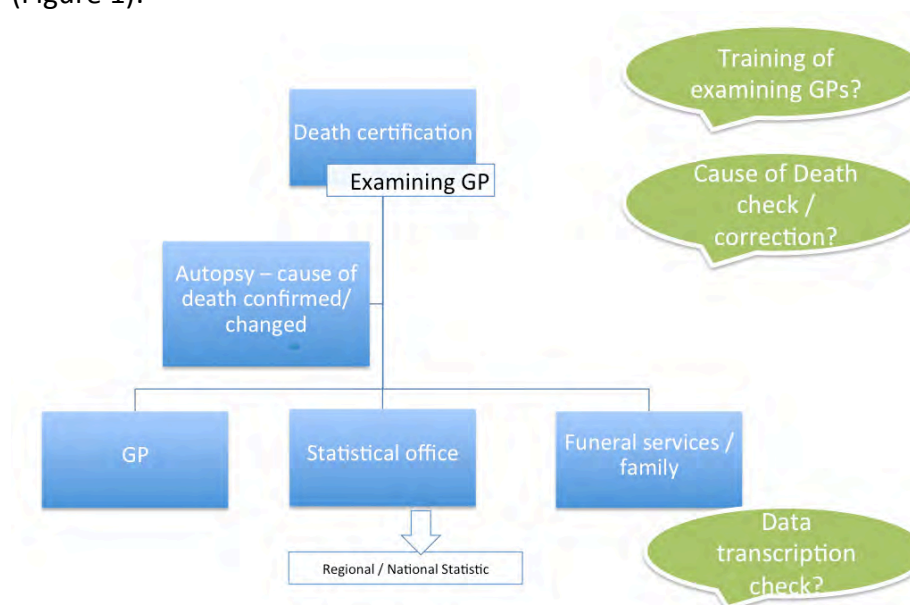 (Figure 1).
Training of
examining GPs?
Death certification
Examining GP
Cause of Death
check /
correction?
Autopsy – cause of
death confirmed/
changed
GP
Statistical office
Funeral services /
family
Data
transcription
check?
Regional / National Statistic